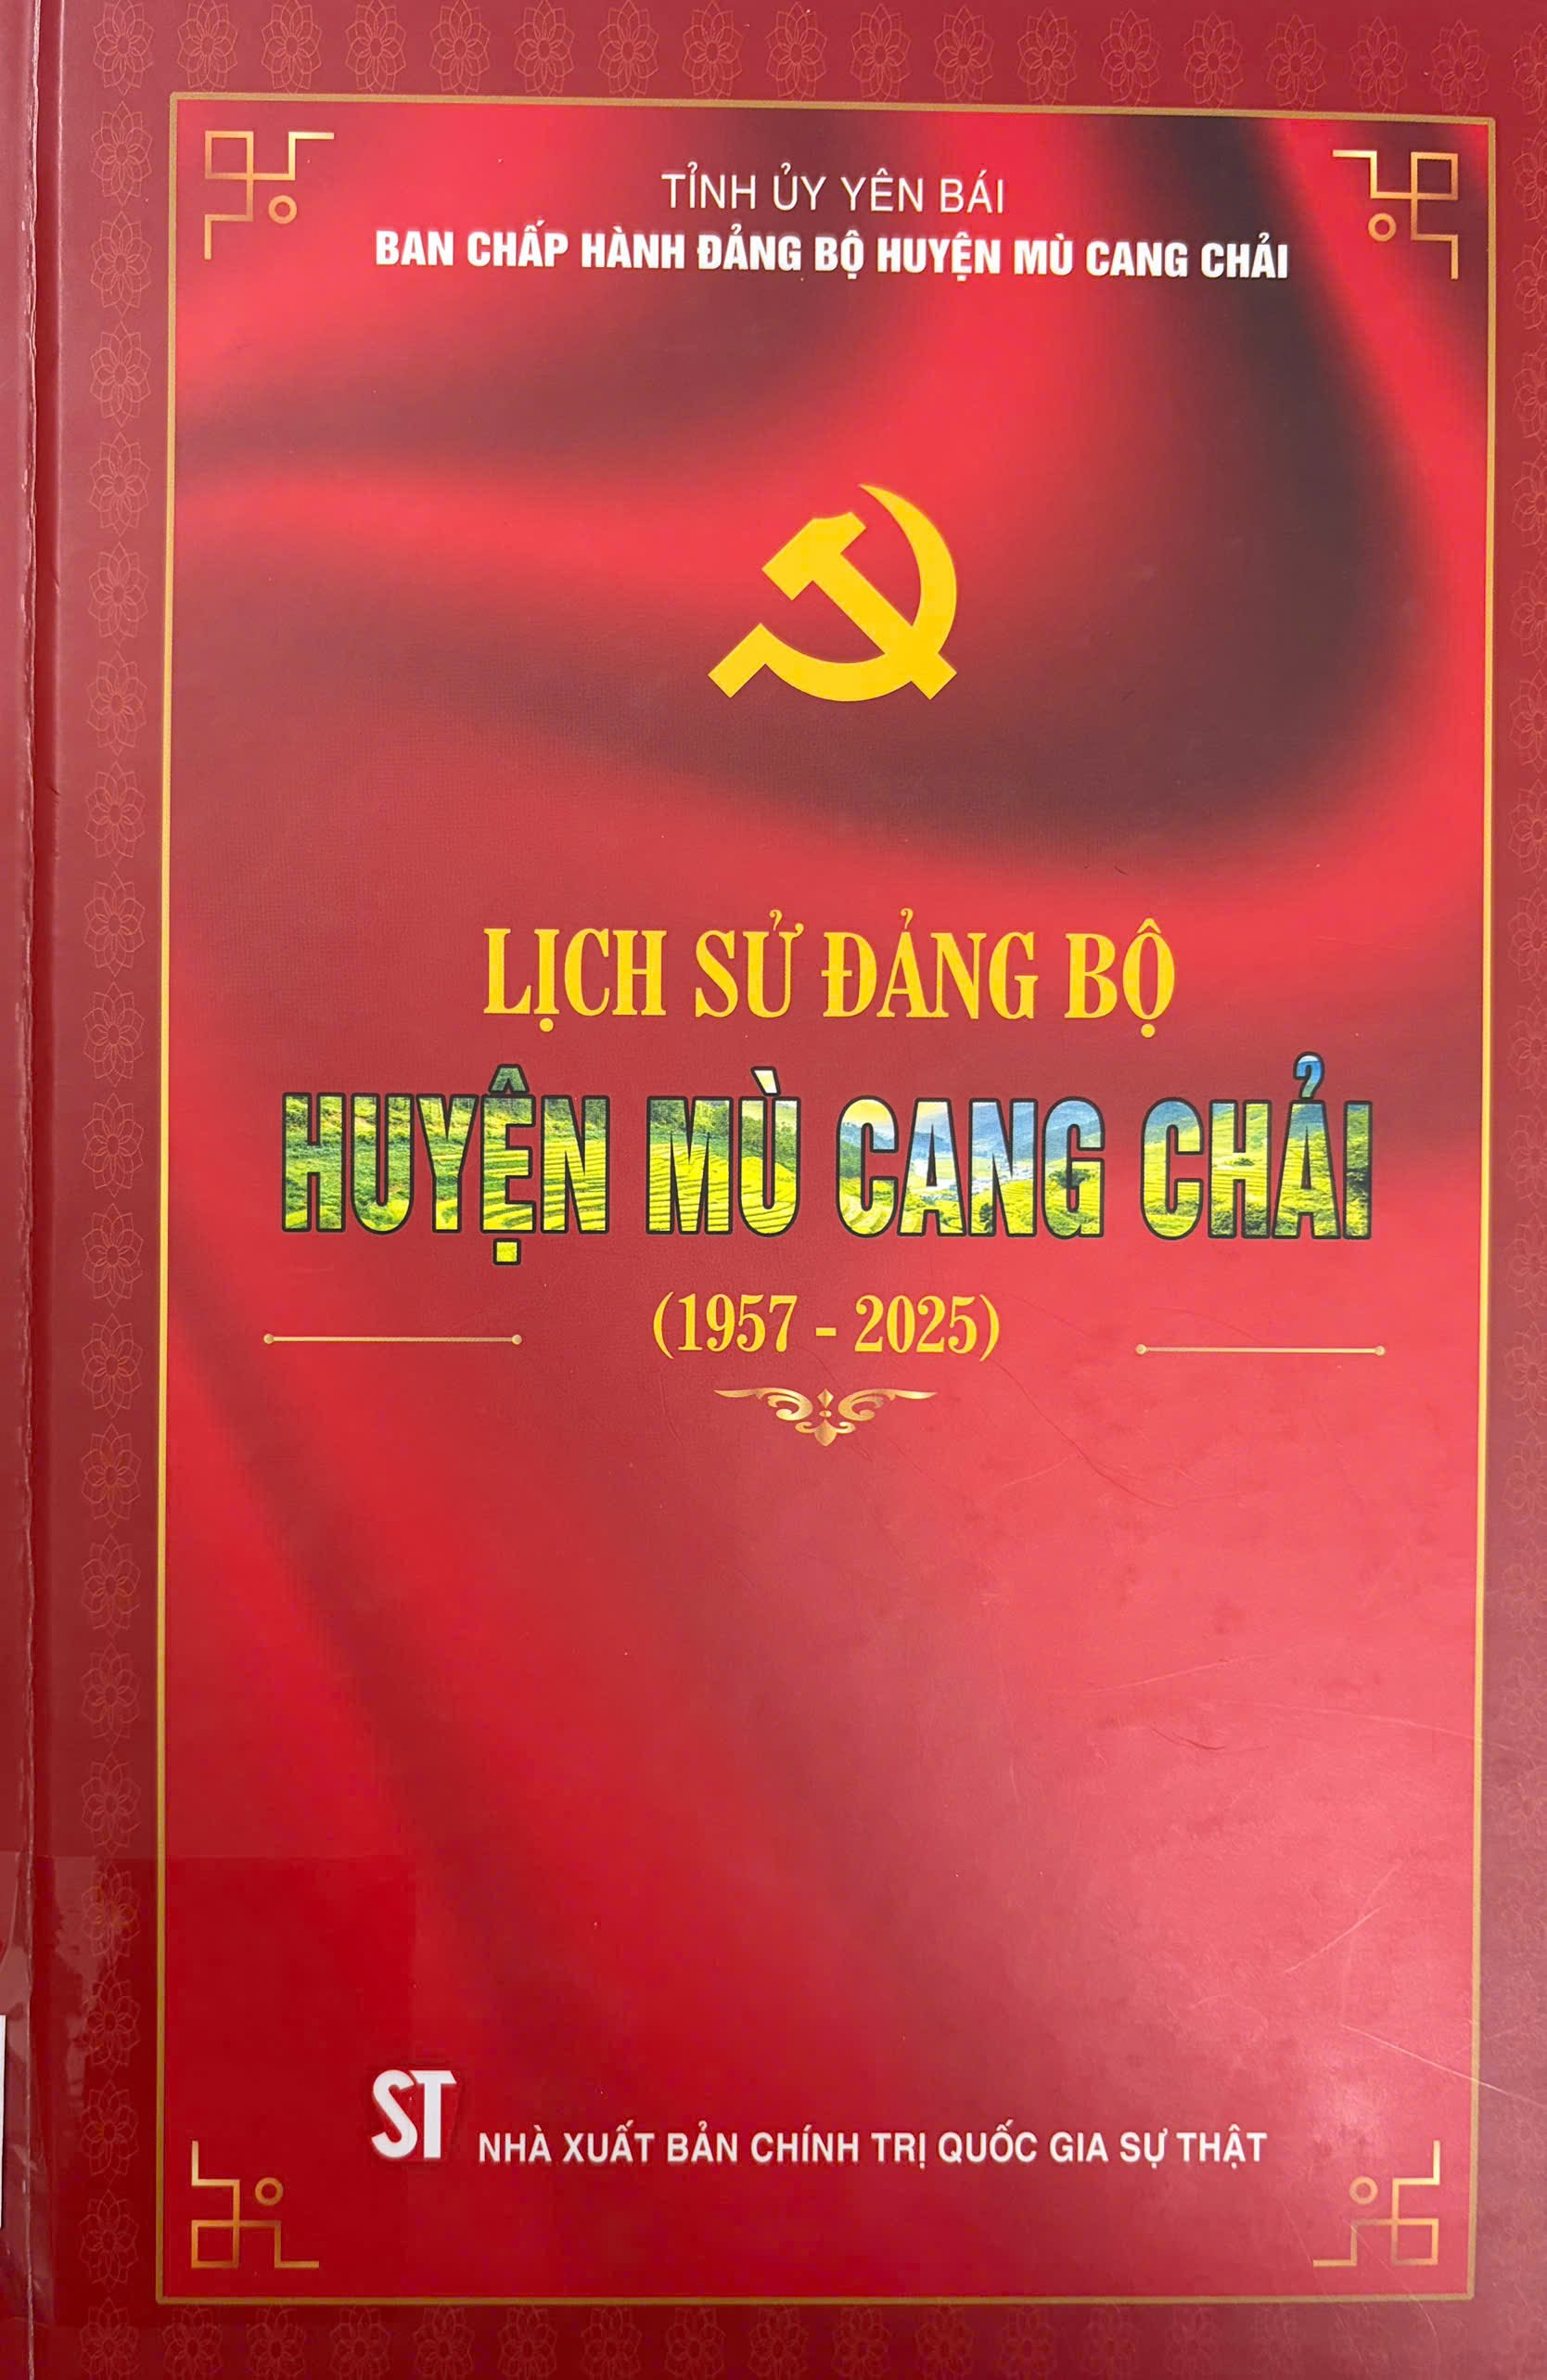 TỈNH ỦY YÊN BÁI
BAN CHẤP HÀNH ĐẢNG BỘ HUYỆN MÙ CANG CHẢI
LỊCH SỬ ĐẢNG BỘ
HUYỆN MÙ CANG CHẢI
(1957 - 2025)
ST NHÀ XUẤT BẢN CHÍNH TRỊ QUỐC GIA SỰ THẬT